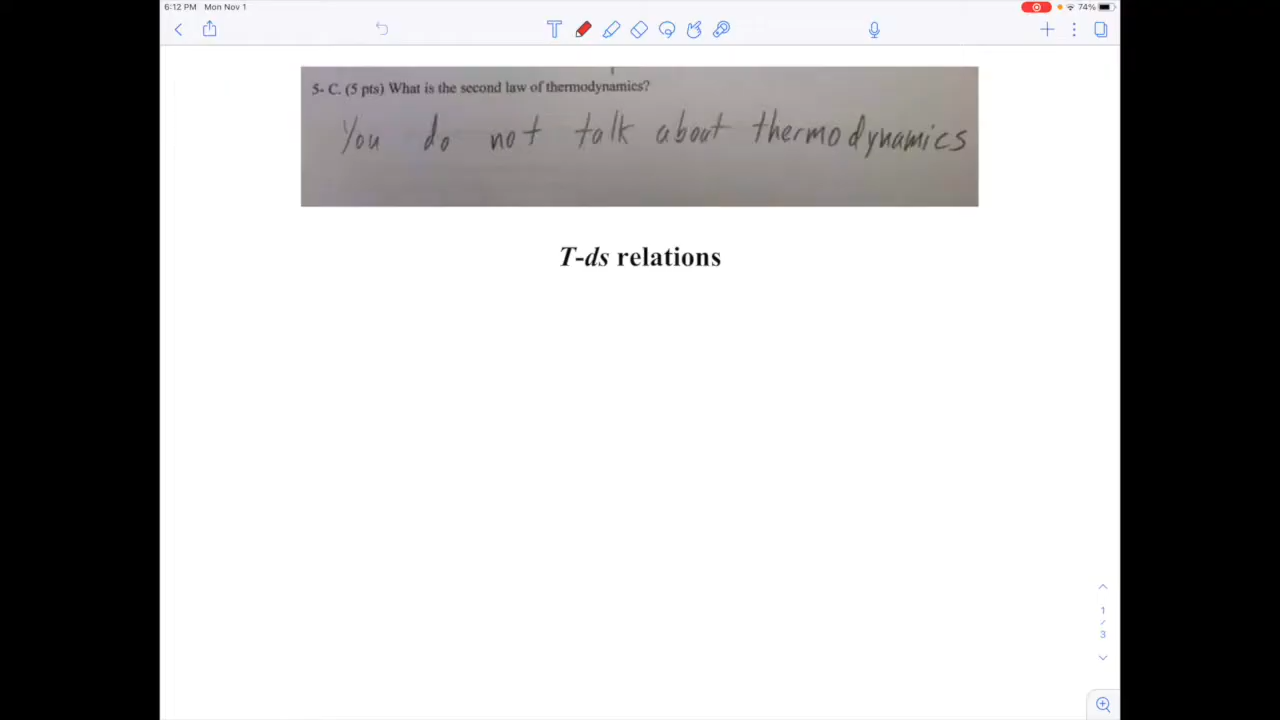 6:12 PM Mon Nov 1
74%
5- C. (5 pts) What is the second law of thermodynamics?
You do not talk about thermodynamics
T-ds relations
1
/
3